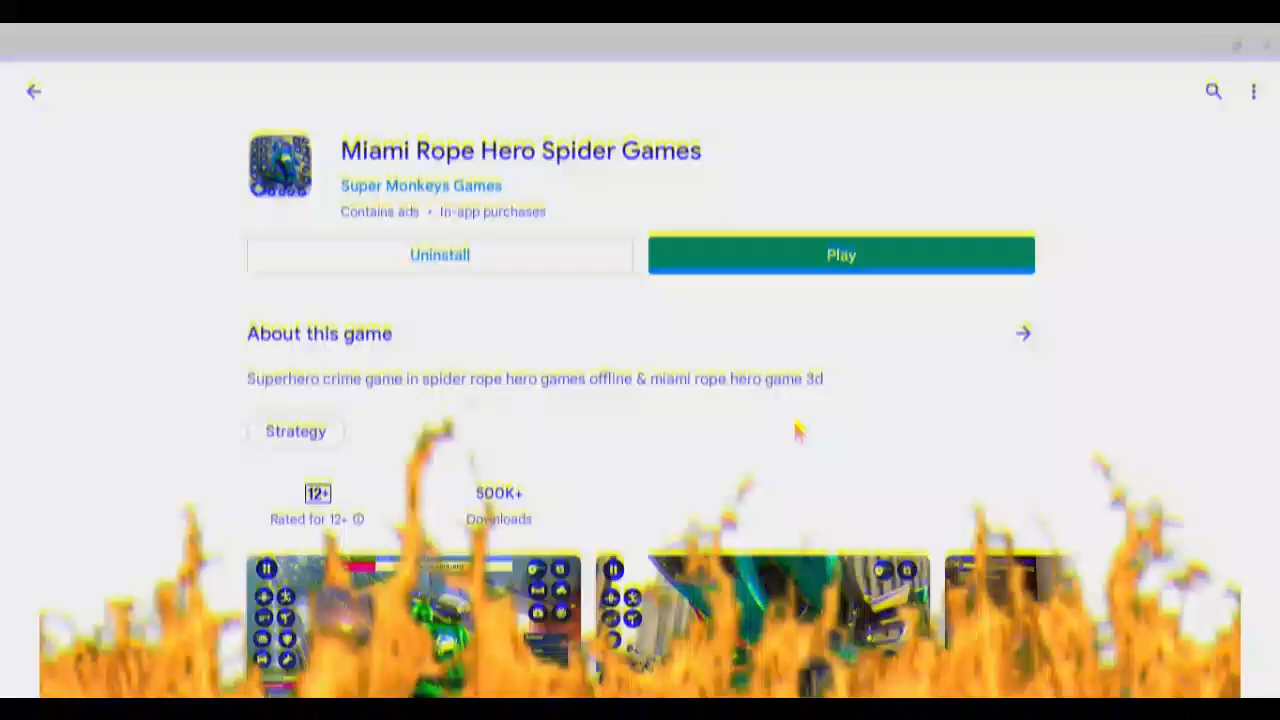 Miami Rope Hero Spider Games
Super Monkeys Games
Contains ads • In-app purchases
Uninstall
Play
About this game
Superhero crime game in spider rope hero games offline & miami rope hero game 3d
Strategy
12+
500K+
Rated for 12+
Downloads